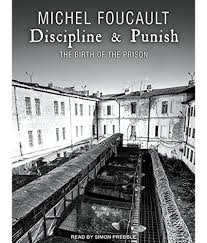 MICHEL FOUCAULT
Discipline & Punish
THE BIRTH OF THE PRISON
READ BY SIMON PREBBLE